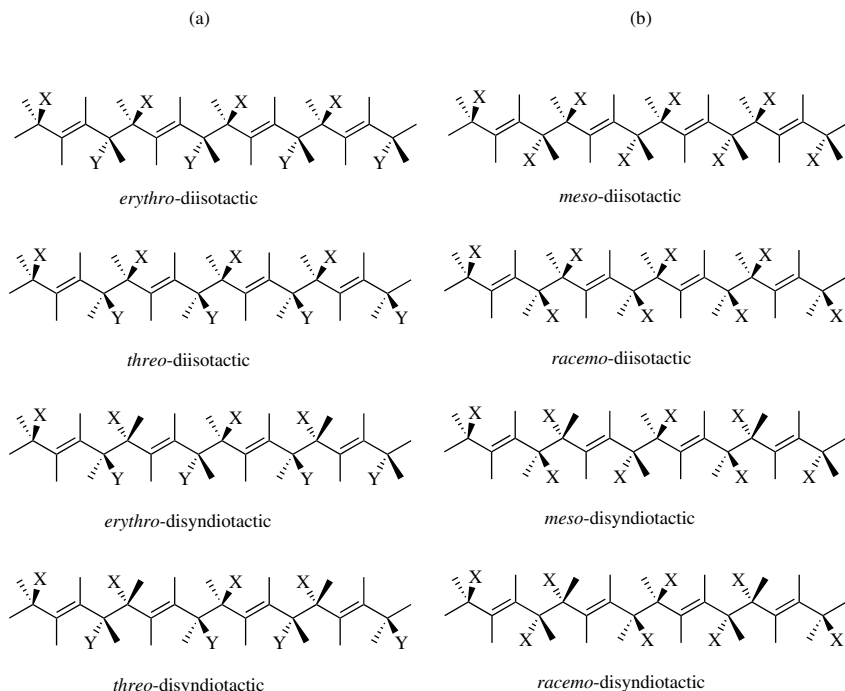 (a)
(b)
X X X X
Y Y Y Y
erythro-diisotactic
X X X X
X X X X
meso-diisotactic
X X X X
Y Y Y Y
threo-diisotactic
X X X X
X X X X
racemo-diisotactic
X X X X
Y Y Y Y
erythro-disyndiotactic
X X X X
X X X X
meso-disyndiotactic
X X X X
Y Y Y Y
threo-disyndiotactic
X X X X
X X X X
racemo-disyndiotactic